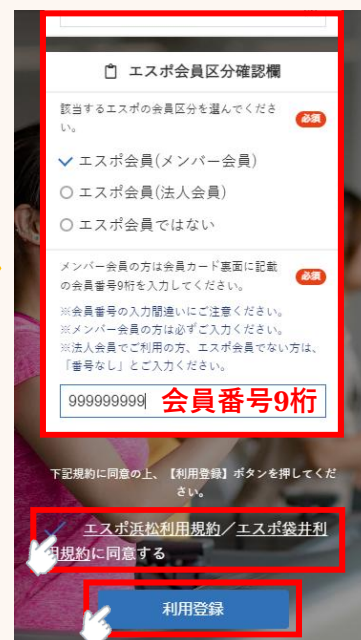 エスポ会員区分確認欄
該当するエスポの会員区分を選んでくださ
い。
必須
エスポ会員(メンバー会員)
エスポ会員(法人会員)
エスポ会員ではない
メンバー会員の方は会員カード裏面に記載
の会員番号9桁を入力してください。
必須
※会員番号の入力間違いにご注意ください。
※メンバー会員の方は必ずご入力ください。
※法人会員でご利用の方、エスポ会員でない方は、
「番号なし」とご入力ください。
999999999 会員番号9桁
下記規約に同意の上、【利用登録】ボタンを押してくだ
さい。
エスポ浜松利用規約／エスポ袋井利
用規約に同意する
利用登録